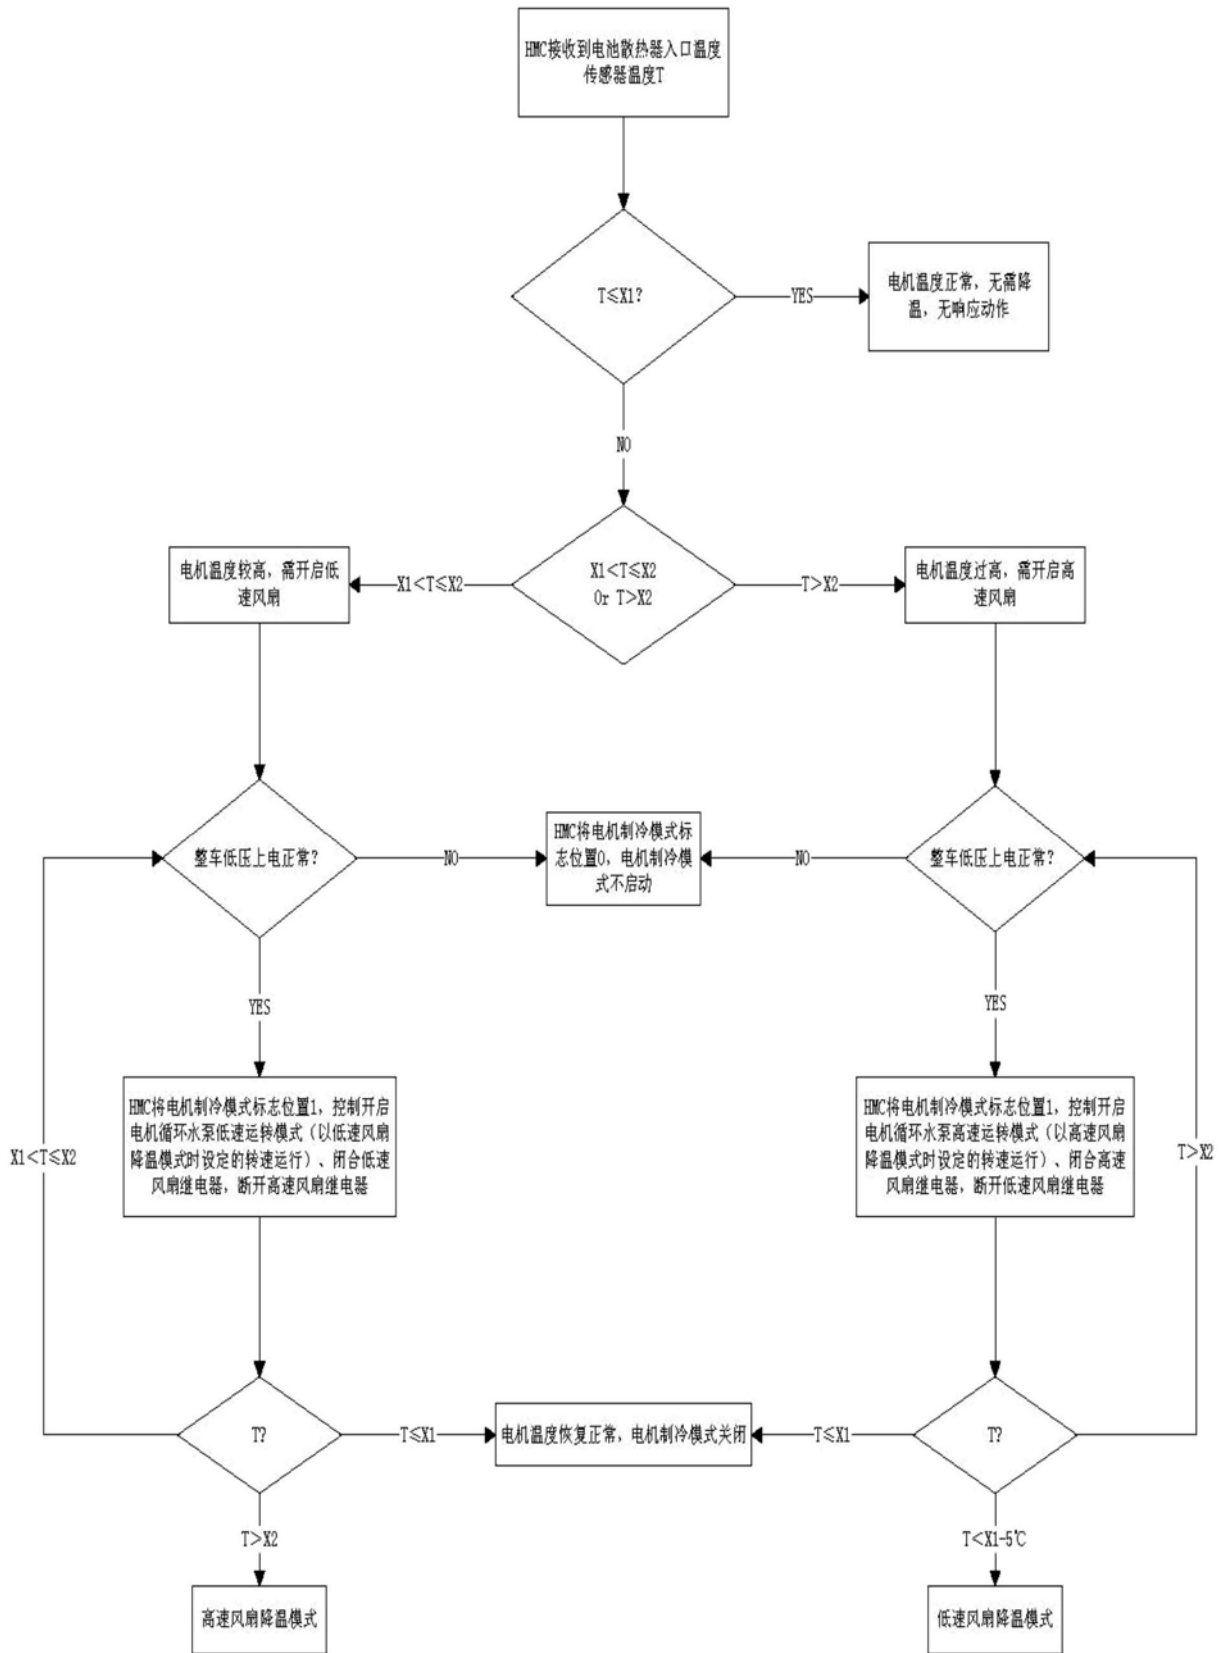 HMC接收到电池散热器入口温度
传感器温度T
T≤X1?
YES
电机温度正常，无需降
温，无响应动作
NO
电机温度较高，需开启低
速风扇
X1<T≤X2
X1<T≤X2
Or T>X2
T>X2
电机温度过高，需开启高
速风扇
整车低压上电正常?
NO
HMC将电机制冷模式标
志位置0，电机制冷模
式不启动
NO
整车低压上电正常?
YES
YES
HMC将电机制冷模式标志位置1，控制开启
电机循环水泵低速运转模式（以低速风扇
降温模式时设定的转速运行）、闭合低速
风扇继电器，断开高速风扇继电器
HMC将电机制冷模式标志位置1，控制开启
电机循环水泵高速运转模式（以高速风扇
降温模式时设定的转速运行）、闭合高速
风扇继电器，断开低速风扇继电器
X1<T≤X2
T>X2
T?
T≤X1
电机温度恢复正常，电机制冷模式关闭
T≤X1
T?
T>X2
T<X1-5℃
高速风扇降温模式
低速风扇降温模式